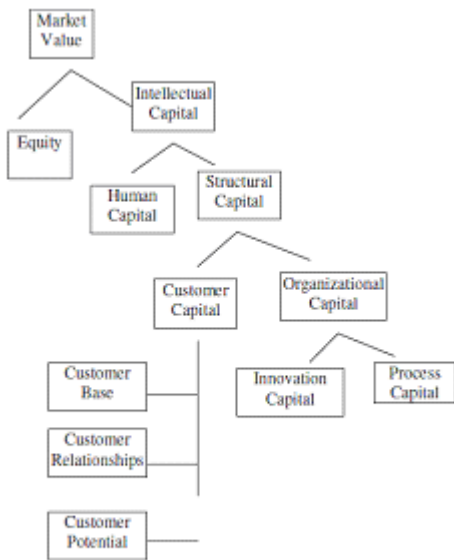 Market
Value
Intellectual
Capital
Equity
Human
Capital
Structural
Capital
Customer
Capital
Organizational
Capital
Customer
Base
Innovation
Capital
Process
Capital
Customer
Relationships
Customer
Potential